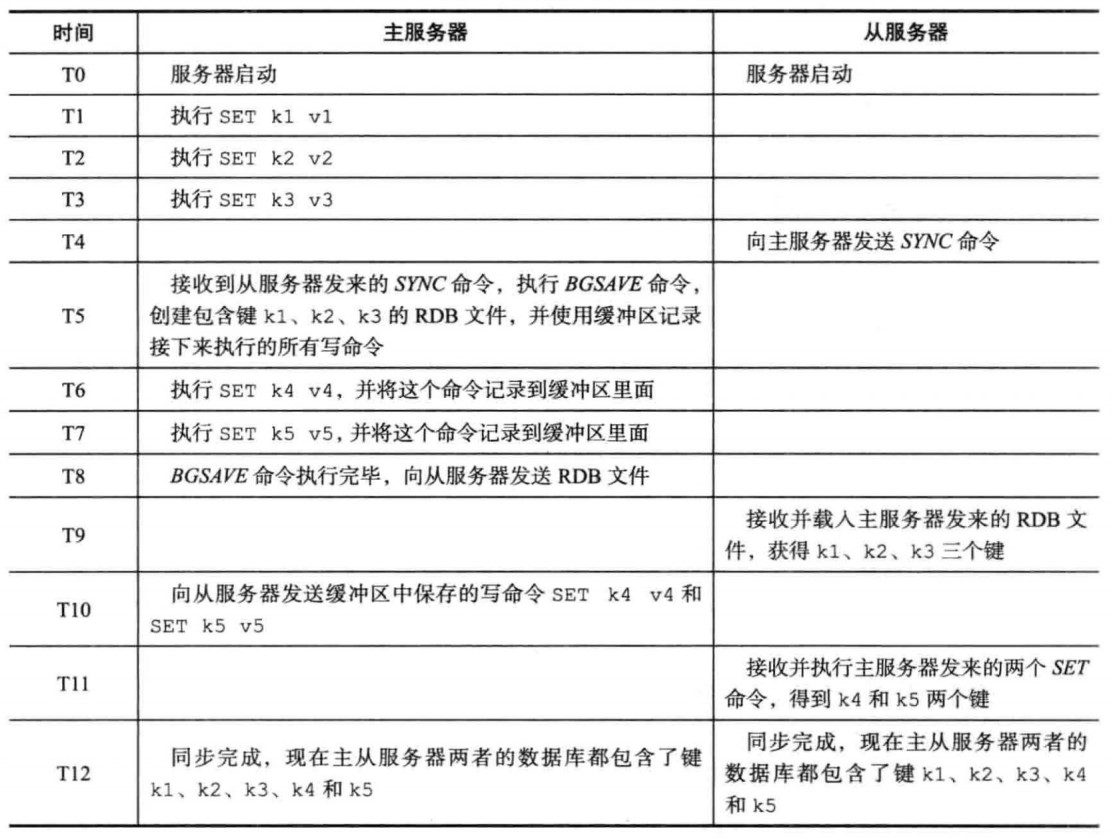 时间 主服务器 从服务器
T0 服务器启动 服务器启动
T1 执行 SET k1 v1
T2 执行 SET k2 v2
T3 执行 SET k3 v3
T4 向主服务器发送 SYNC 命令
接收到从服务器发来的 SYNC 命令，执行 BGSAVE 命令，
T5 创建包含键 k1、k2、k3 的 RDB 文件，并使用缓冲区记录
接下来执行的所有写命令
T6 执行 SET k4 v4，并将这个命令记录到缓冲区里面
T7 执行 SET k5 v5，并将这个命令记录到缓冲区里面
T8 BGSAVE 命令执行完毕，向从服务器发送 RDB 文件
T9
接收并载入主服务器发来的 RDB 文
件，获得 k1、k2、k3 三个键
T10
向从服务器发送缓冲区中保存的写命令 SET k4 v4 和
SET k5 v5
T11
接收并执行主服务器发来的两个 SET
命令，得到 k4 和 k5 两个键
T12
同步完成，现在主从服务器两者的数据库都包含了键
k1、k2、k3、k4 和 k5
同步完成，现在主从服务器两者的
数据库都包含了键 k1、k2、k3、k4
和 k5